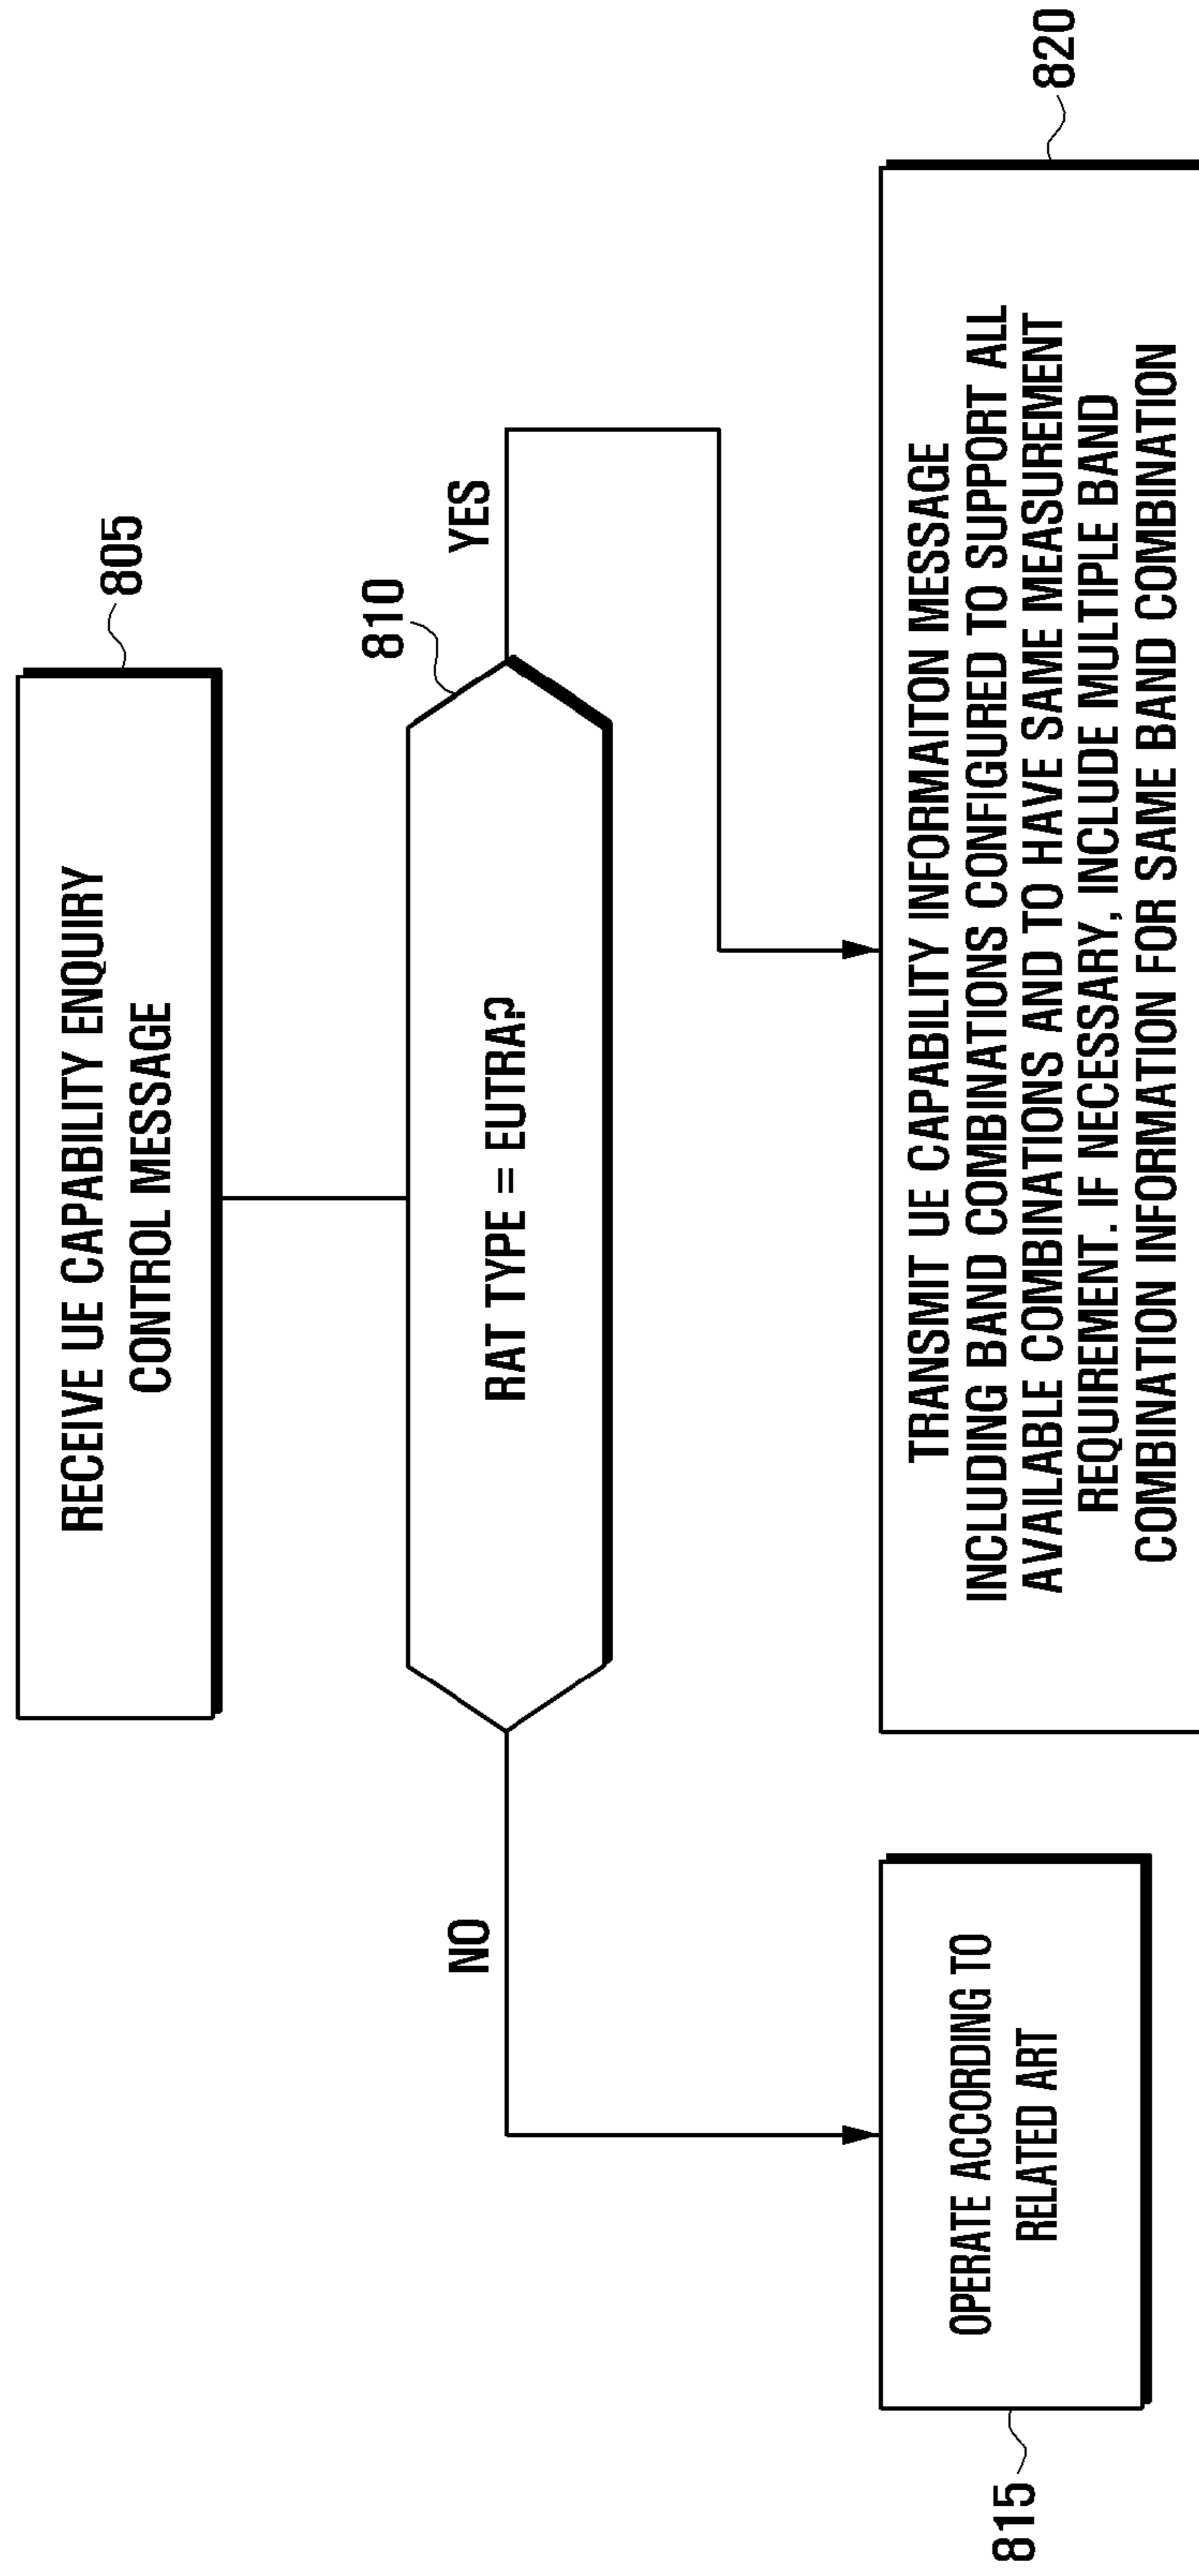 RECEIVE UE CAPABILITY ENQUIRY
CONTROL MESSAGE
805
RAT TYPE = EUTRA?
810
NO
YES
OPERATE ACCORDING TO
RELATED ART
815
TRANSMIT UE CAPABILITY INFORMAITON MESSAGE
INCLUDING BAND COMBINATIONS CONFIGURED TO SUPPORT ALL
AVAILABLE COMBINATIONS AND TO HAVE SAME MEASUREMENT
REQUIREMENT. IF NECESSARY, INCLUDE MULTIPLE BAND
COMBINATION INFORMATION FOR SAME BAND COMBINATION
820